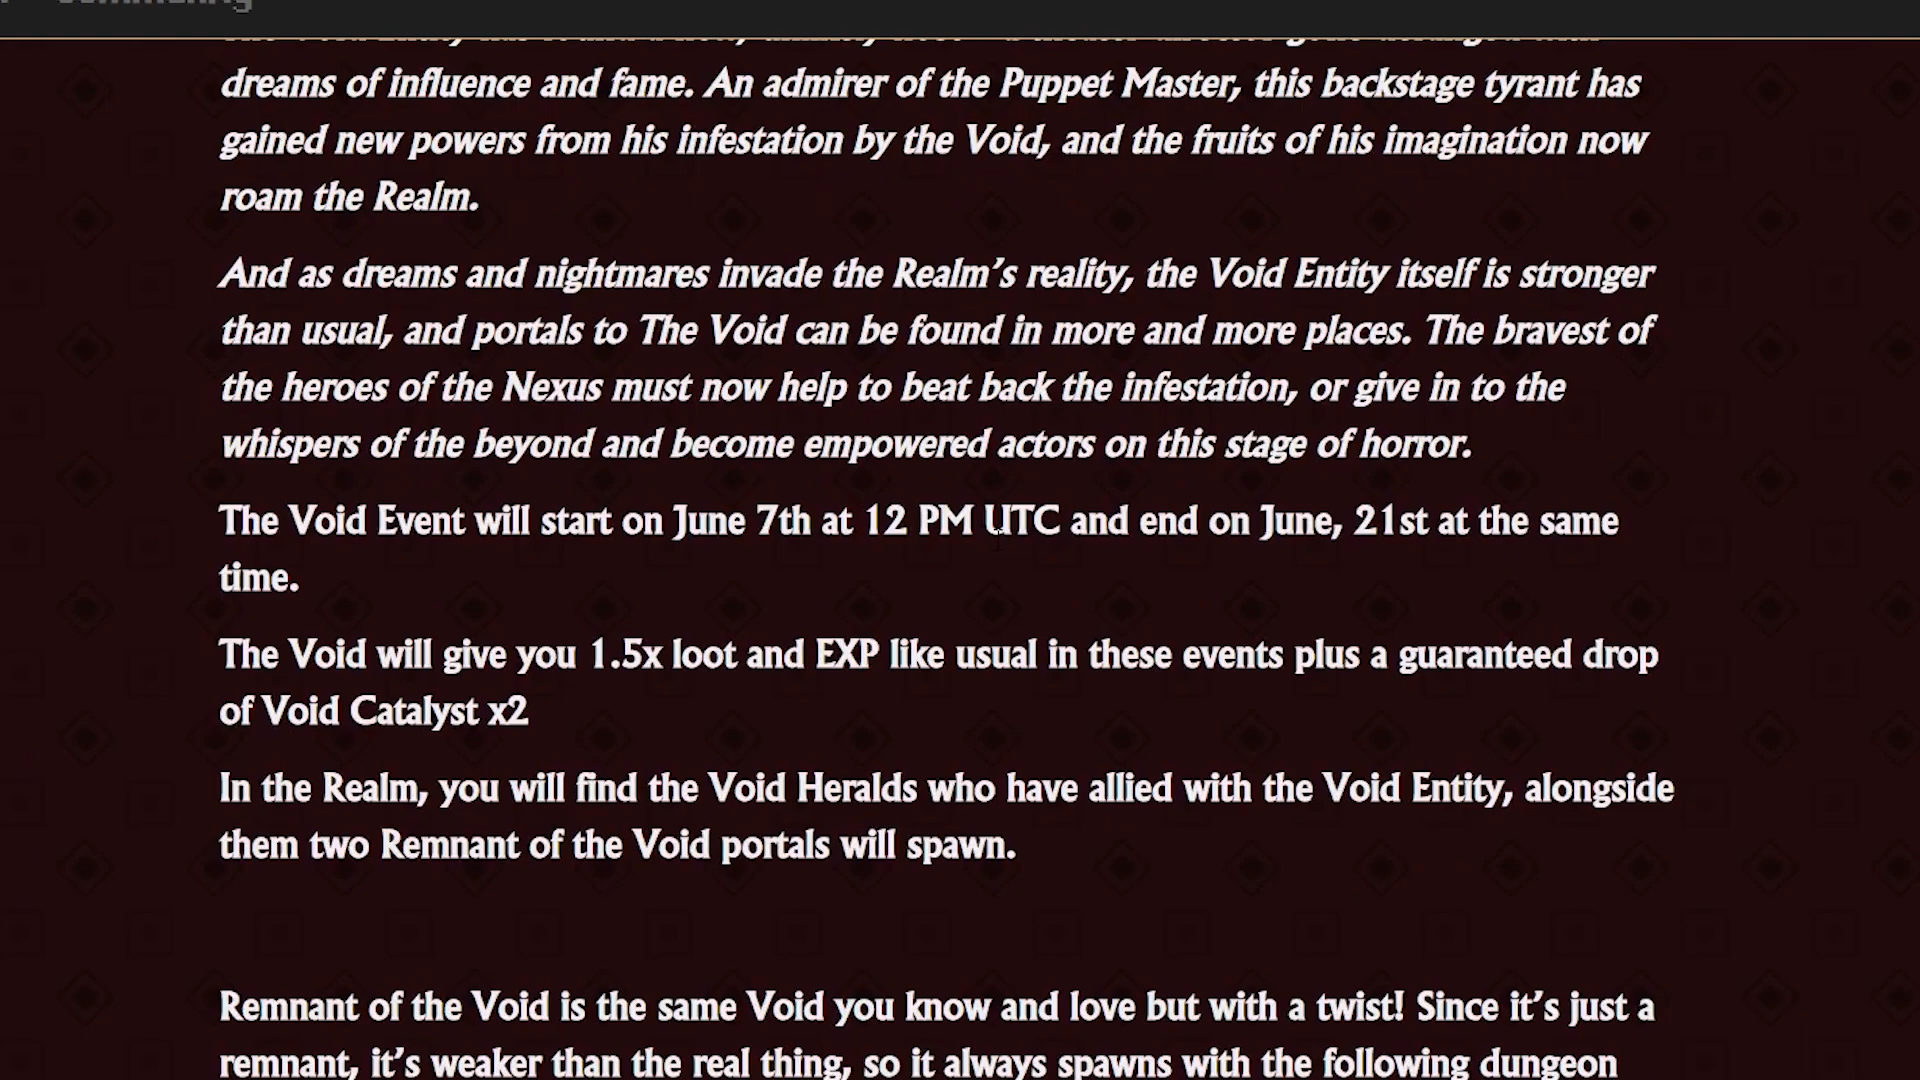 dreams of influence and fame. An admirer of the Puppet Master, this backstage tyrant has
gained new powers from his infestation by the Void, and the fruits of his imagination now
roam the Realm.
And as dreams and nightmares invade the Realm’s reality, the Void Entity itself is stronger
than usual, and portals to The Void can be found in more and more places. The bravest of
the heroes of the Nexus must now help to beat back the infestation, or give in to the
whispers of the beyond and become empowered actors on this stage of horror.
The Void Event will start on June 7th at 12 PM UTC and end on June, 21st at the same
time.
The Void will give you 1.5x loot and EXP like usual in these events plus a guaranteed drop
of Void Catalyst x2
In the Realm, you will find the Void Heralds who have allied with the Void Entity, alongside
them two Remnant of the Void portals will spawn.
Remnant of the Void is the same Void you know and love but with a twist! Since it’s just a
remnant, it’s weaker than the real thing, so it always spawns with the following dungeon